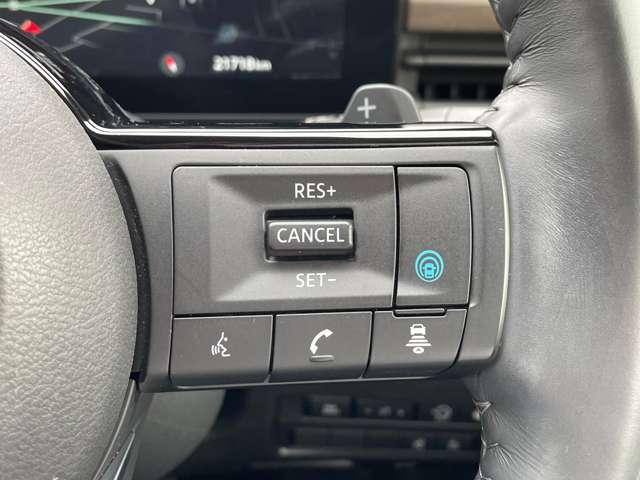 21718km
+
RES+
CANCEL
SET-